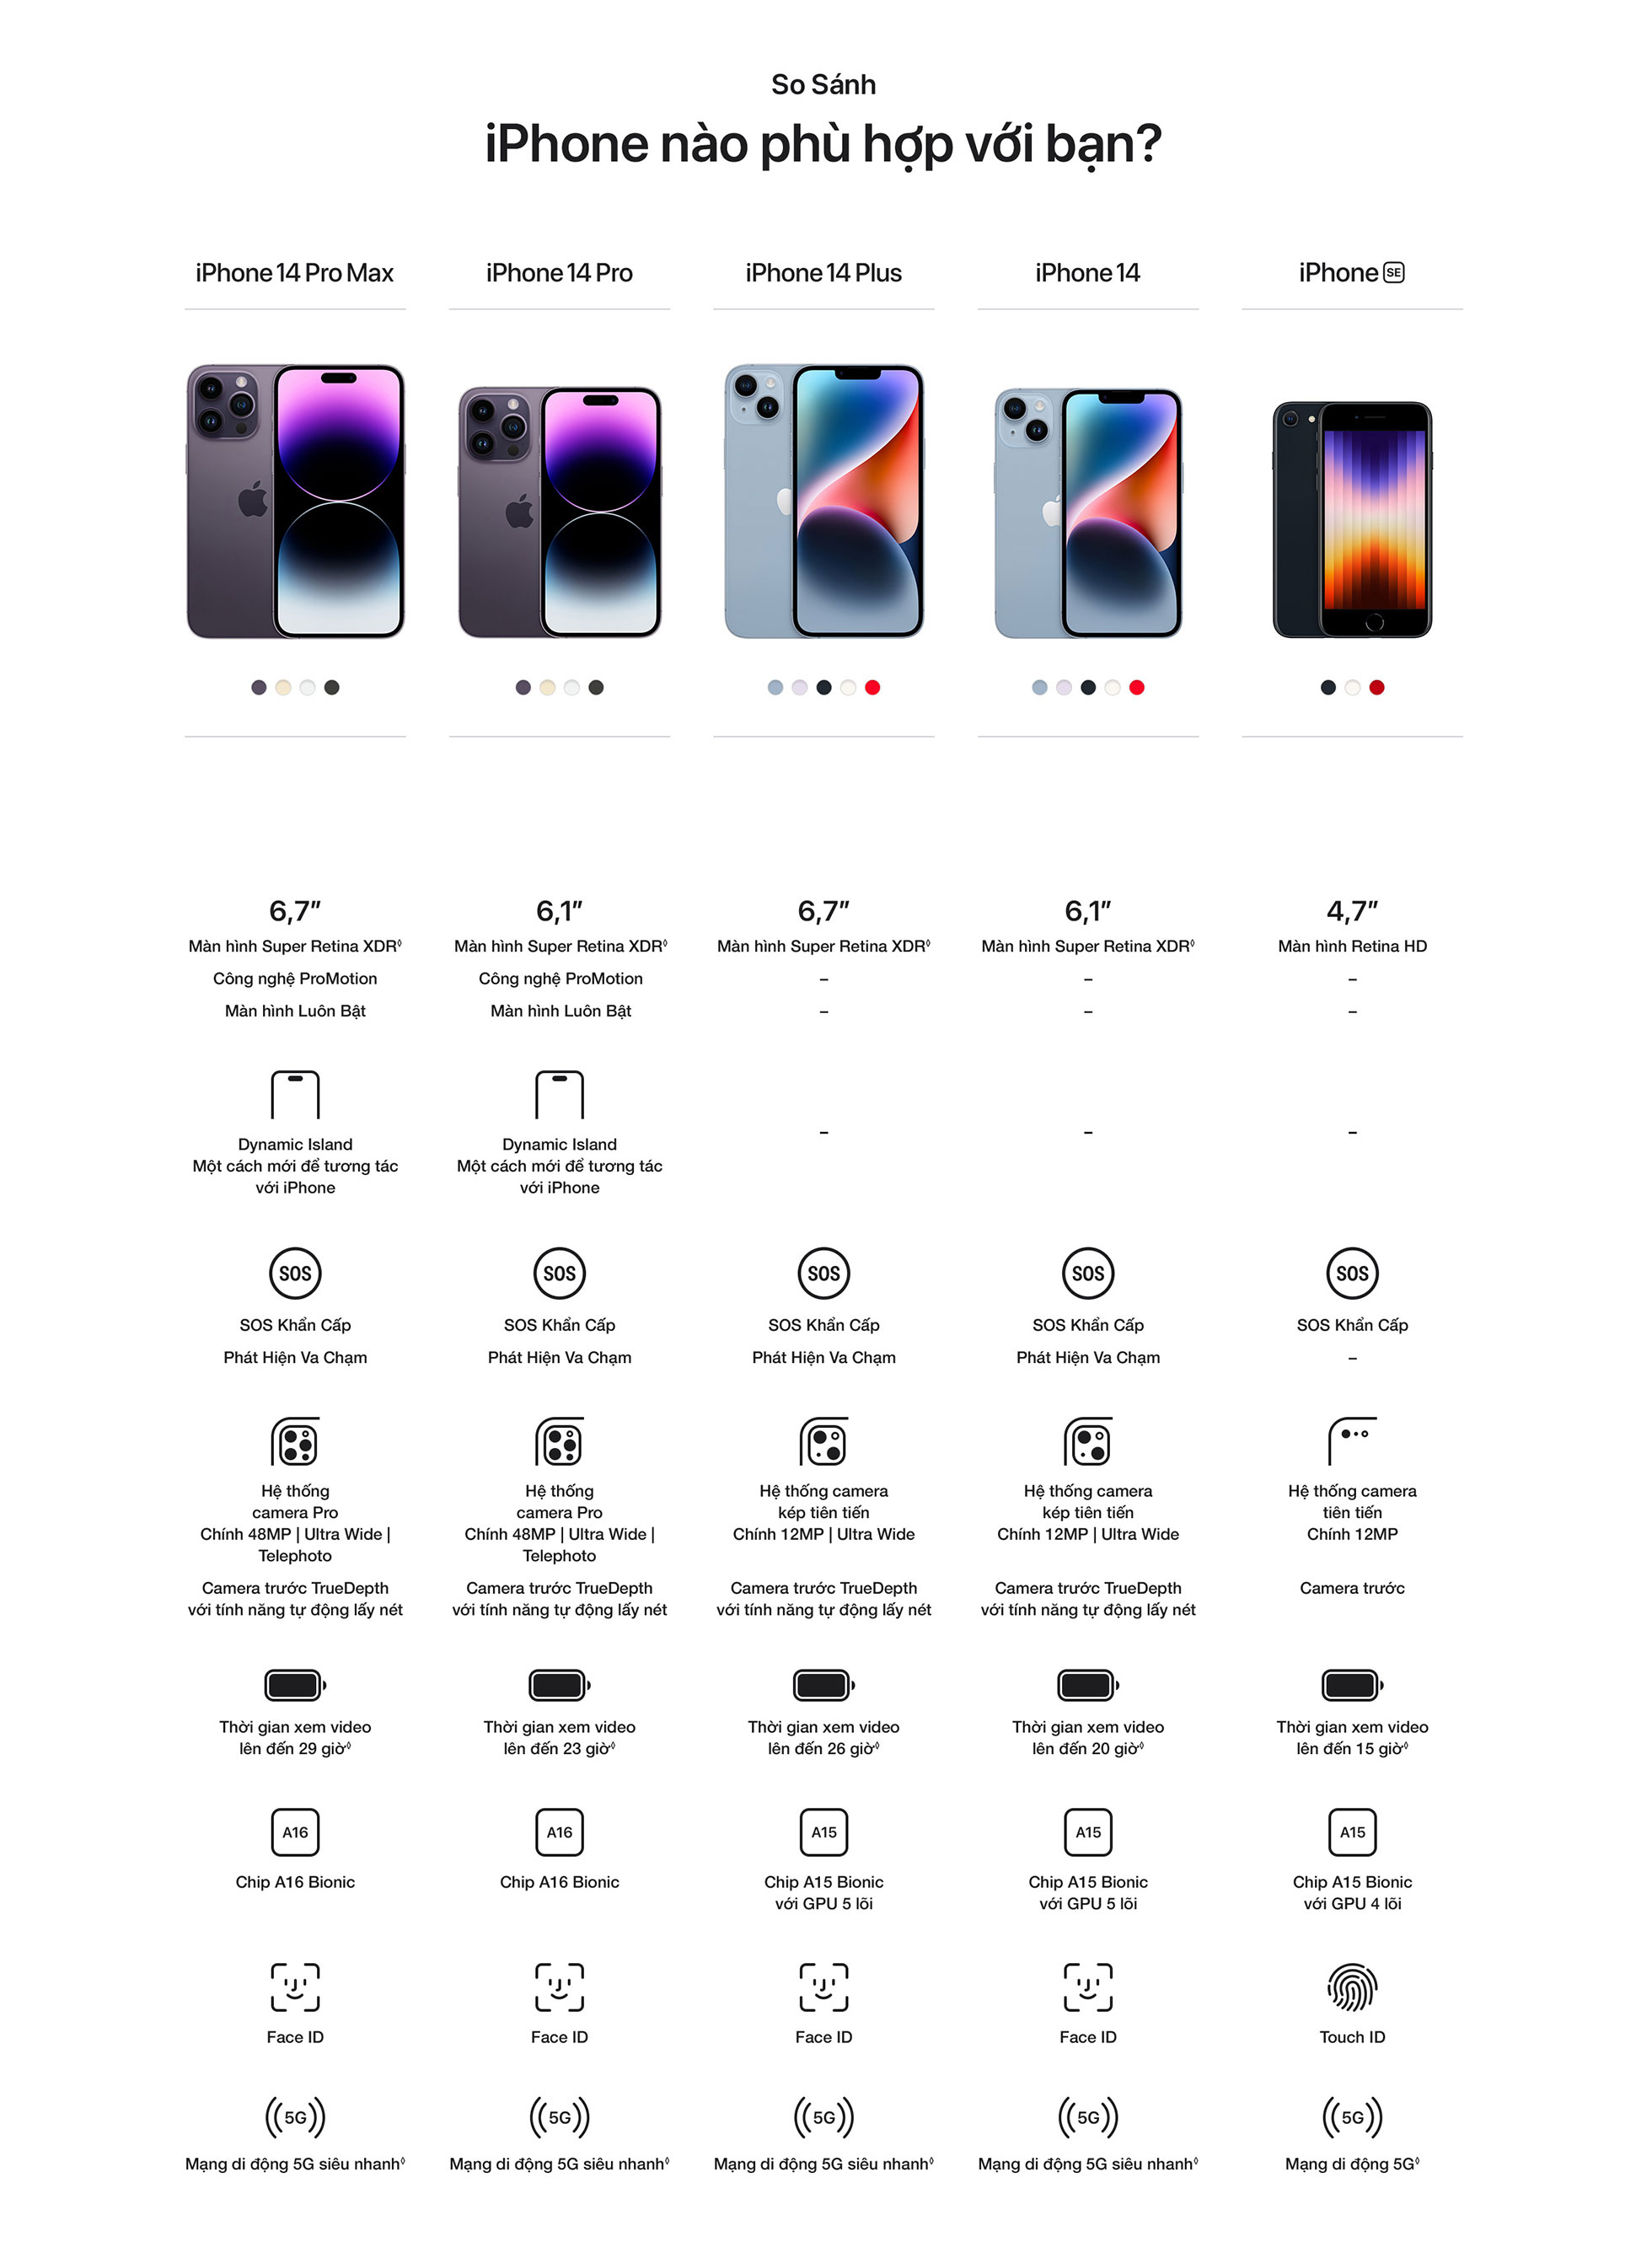 So Sánh
iPhone nào phù hợp với bạn?
iPhone 14 Pro Max
iPhone 14 Pro
iPhone 14 Plus
iPhone 14
iPhone SE
6,7”
6,1”
6,7”
6,1”
4,7”
Màn hình Super Retina XDR◊
Màn hình Super Retina XDR◊
Màn hình Super Retina XDR◊
Màn hình Super Retina XDR◊
Màn hình Retina HD
Công nghệ ProMotion
Công nghệ ProMotion
–
–
–
Màn hình Luôn Bật
Màn hình Luôn Bật
–
–
–
Dynamic Island
Một cách mới để tương tác
với iPhone
Dynamic Island
Một cách mới để tương tác
với iPhone
–
–
–
SOS
SOS
SOS
SOS
SOS
SOS Khẩn Cấp
SOS Khẩn Cấp
SOS Khẩn Cấp
SOS Khẩn Cấp
SOS Khẩn Cấp
Phát Hiện Va Chạm
Phát Hiện Va Chạm
Phát Hiện Va Chạm
Phát Hiện Va Chạm
–
Hệ thống
camera Pro
Chính 48MP | Ultra Wide |
Telephoto
Hệ thống
camera Pro
Chính 48MP | Ultra Wide |
Telephoto
Hệ thống camera
kép tiên tiến
Chính 12MP | Ultra Wide
Hệ thống camera
kép tiên tiến
Chính 12MP | Ultra Wide
Hệ thống camera
tiên tiến
Chính 12MP
Camera trước TrueDepth
với tính năng tự động lấy nét
Camera trước TrueDepth
với tính năng tự động lấy nét
Camera trước TrueDepth
với tính năng tự động lấy nét
Camera trước TrueDepth
với tính năng tự động lấy nét
Camera trước
Thời gian xem video
lên đến 29 giờ◊
Thời gian xem video
lên đến 23 giờ◊
Thời gian xem video
lên đến 26 giờ◊
Thời gian xem video
lên đến 20 giờ◊
Thời gian xem video
lên đến 15 giờ◊
A16
A16
A15
A15
A15
Chip A16 Bionic
Chip A16 Bionic
Chip A15 Bionic
với GPU 5 lõi
Chip A15 Bionic
với GPU 5 lõi
Chip A15 Bionic
với GPU 4 lõi
Face ID
Face ID
Face ID
Face ID
Touch ID
5G
5G
5G
5G
5G
Mạng di động 5G siêu nhanh◊
Mạng di động 5G siêu nhanh◊
Mạng di động 5G siêu nhanh◊
Mạng di động 5G siêu nhanh◊
Mạng di động 5G◊